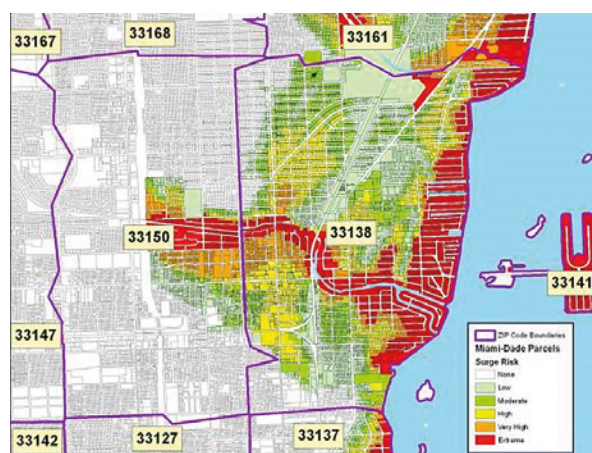 33167
33168
33161
33150
33138
33141
33147
33142
33127
33137
ZIP Code Boundaries
Miami-Dade Parcels
Surge Risk
None
Low
Moderate
High
Very High
Extreme